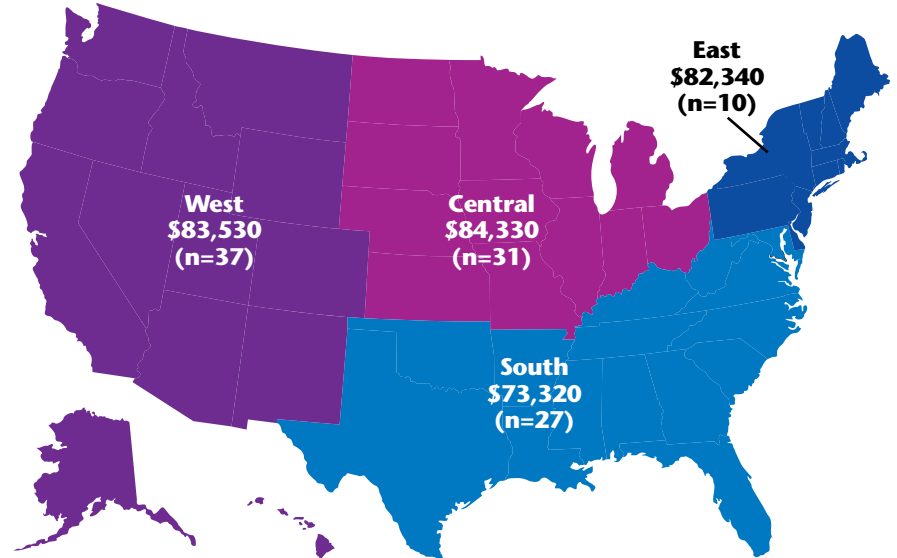 East
$82,340
(n=10)
West
$83,530
(n=37)
Central
$84,330
(n=31)
South
$73,320
(n=27)